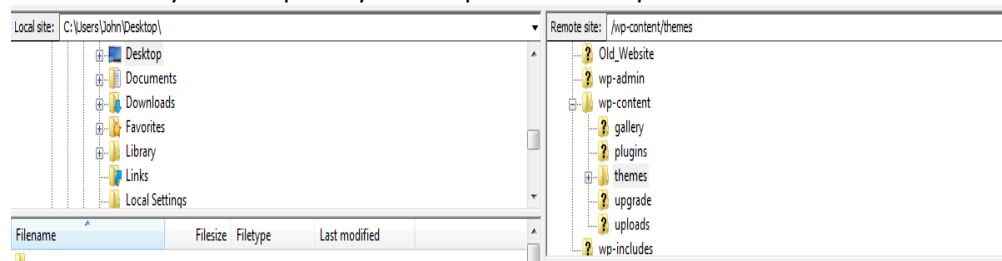 Local site: C:\Users\John\Desktop\
Desktop
Documents
Downloads
Favorites
Library
Links
Local Settings
Filename Filesize Filetype Last modified
Remote site: /wp-content/themes
Old_Website
wp-admin
wp-content
gallery
plugins
themes
upgrade
uploads
wp-includes